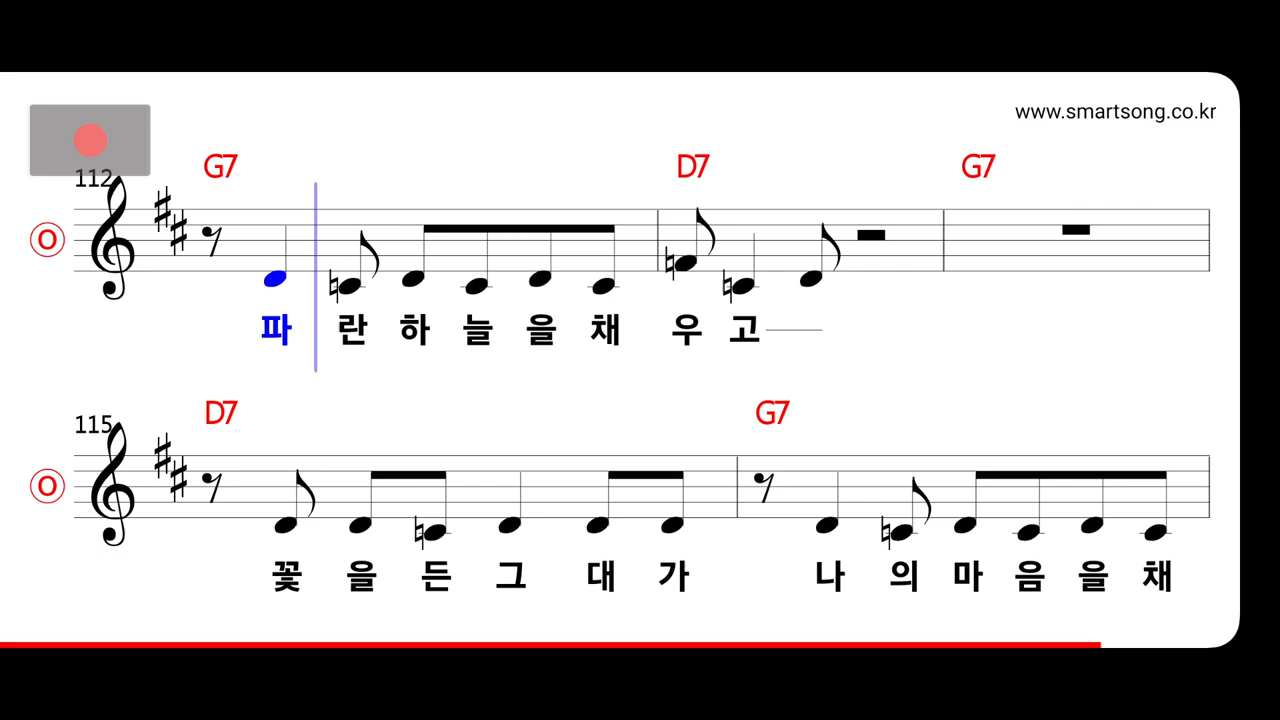 www.smartsong.co.kr
G7 D7 G7
112
O
파 란 하 늘 을 채 우 고
D7 G7
115
O
꽃 을 든 그 대 가 나 의 마 음 을 채